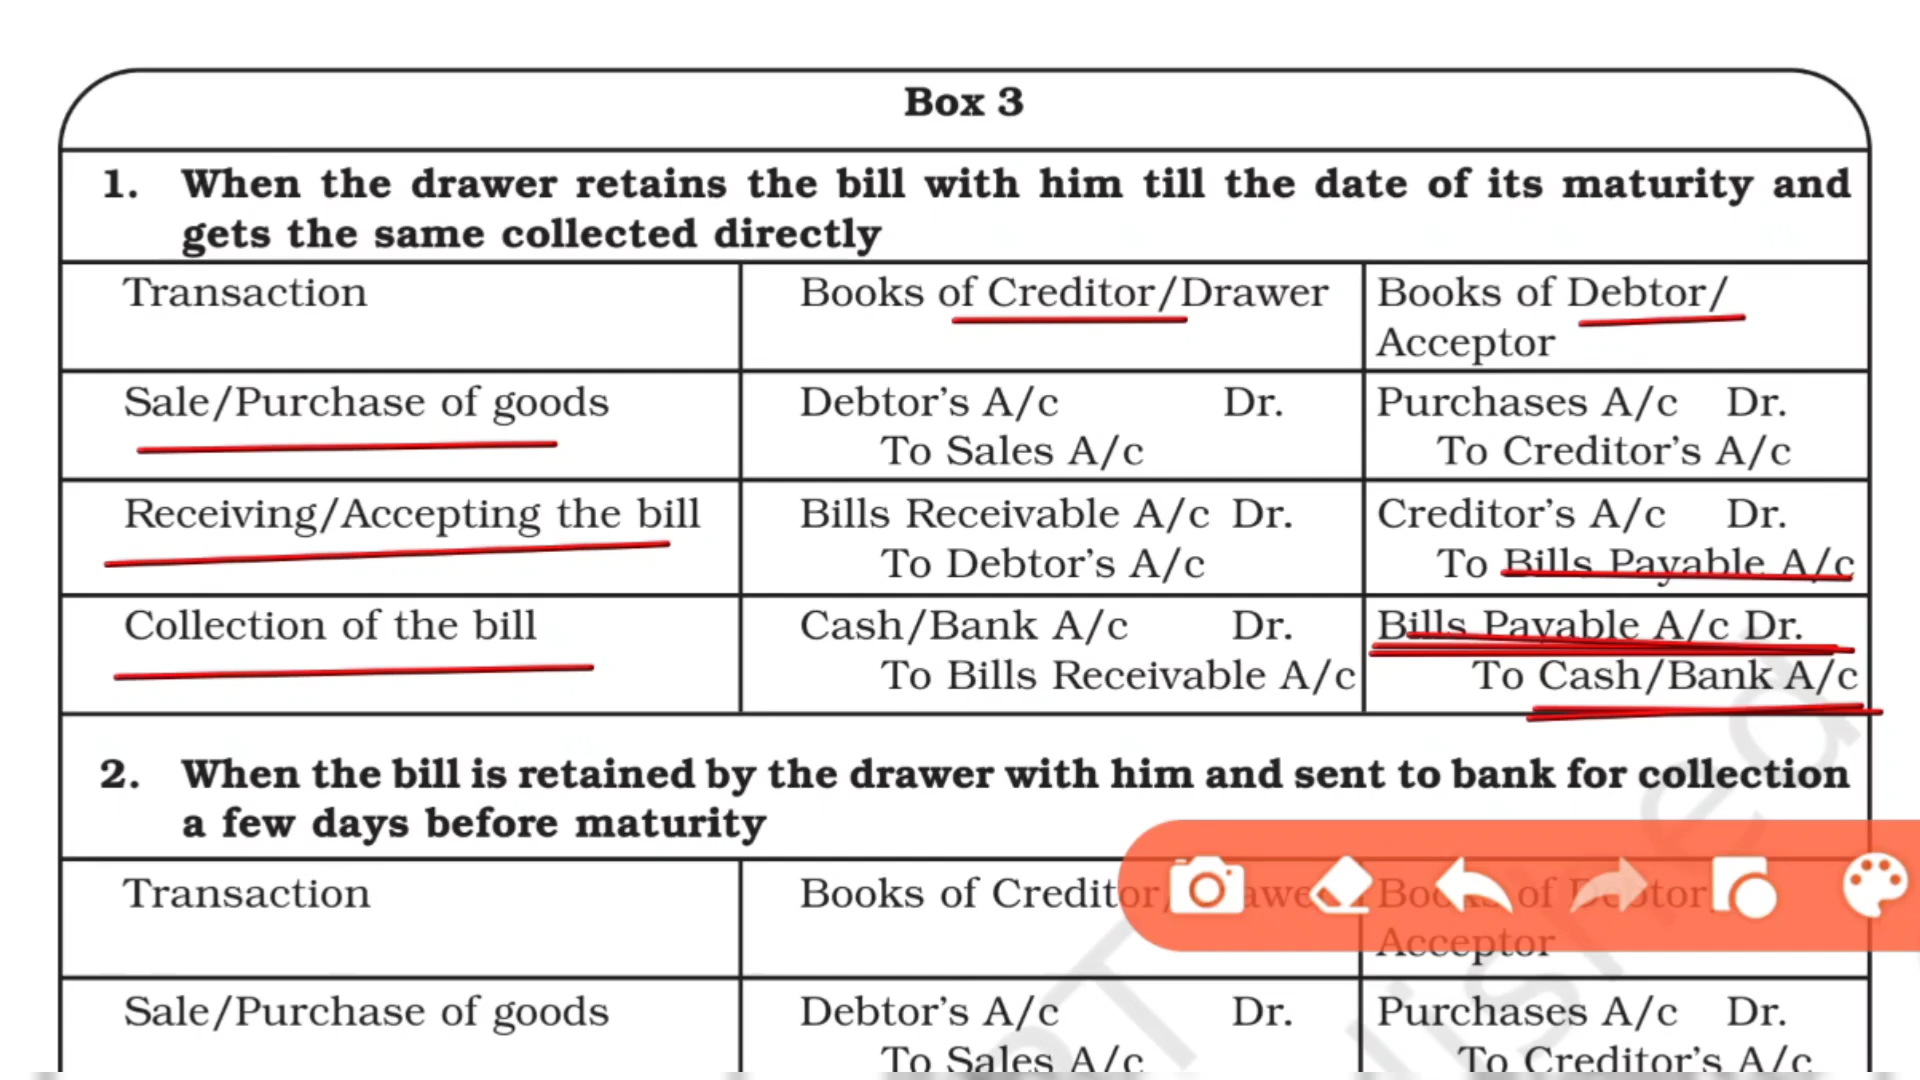 Box 3
1. When the drawer retains the bill with him till the date of its maturity and
gets the same collected directly
Transaction Books of Creditor/Drawer Books of Debtor/
Acceptor
Sale/Purchase of goods Debtor’s A/c Dr. Purchases A/c Dr.
To Sales A/c To Creditor’s A/c
Receiving/Accepting the bill Bills Receivable A/c Dr. Creditor’s A/c Dr.
To Debtor’s A/c To Bills Payable A/c
Collection of the bill Cash/Bank A/c Dr. Bills Payable A/c Dr.
To Bills Receivable A/c To Cash/Bank A/c
2. When the bill is retained by the drawer with him and sent to bank for collection
a few days before maturity
Transaction Books of Creditor/Drawer Books of Debtor/
Acceptor
Sale/Purchase of goods Debtor’s A/c Dr. Purchases A/c Dr.
To Sales A/c To Creditor’s A/c